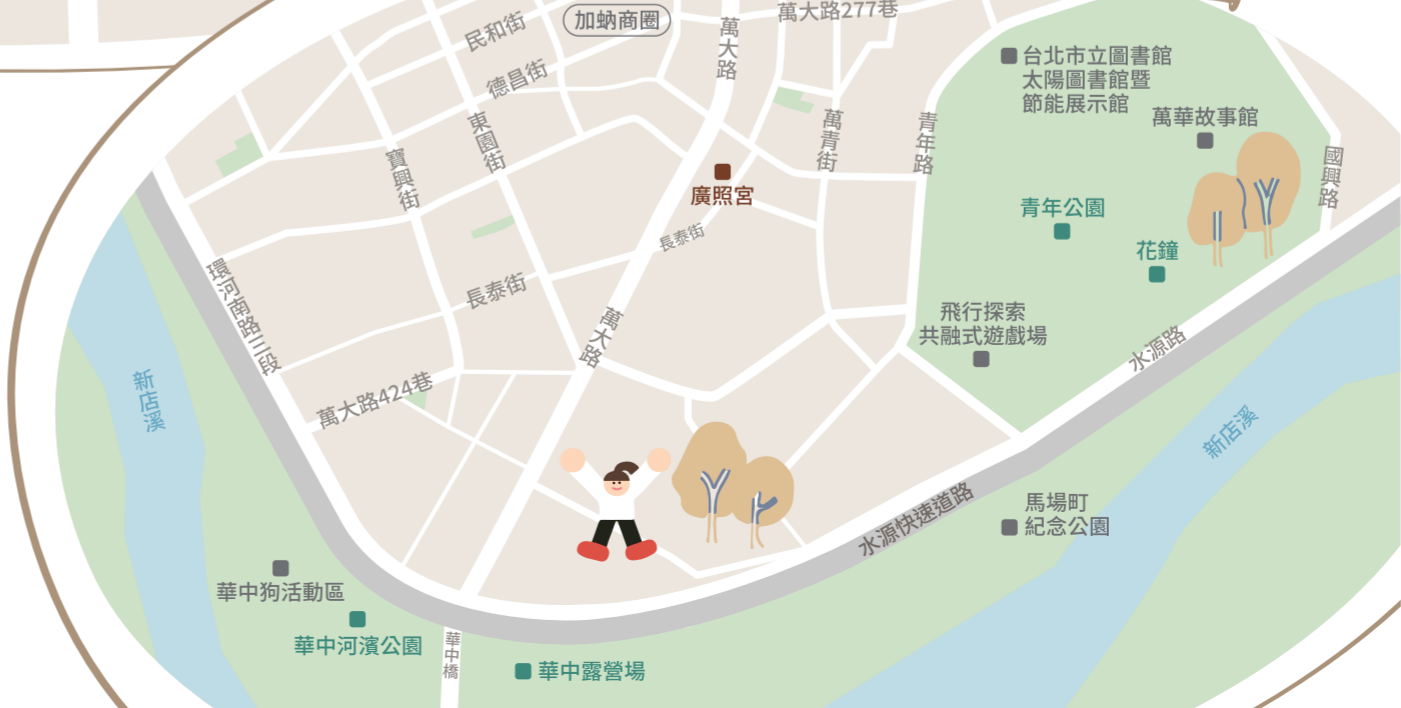 加蚋商圈
萬大路277巷
民和街
萬大路
德昌街
台北市立圖書館
太陽圖書館暨
節能展示館
萬華故事館
東園街
萬青街
青年路
寶興街
國興路
廣照宮
青年公園
長泰街
花鐘
環河南路三段
長泰街
飛行探索
共融式遊戲場
萬大路
水源路
新店溪
萬大路424巷
新店溪
水源快速道路
馬場町
紀念公園
華中狗活動區
華中河濱公園
華中橋
華中露營場